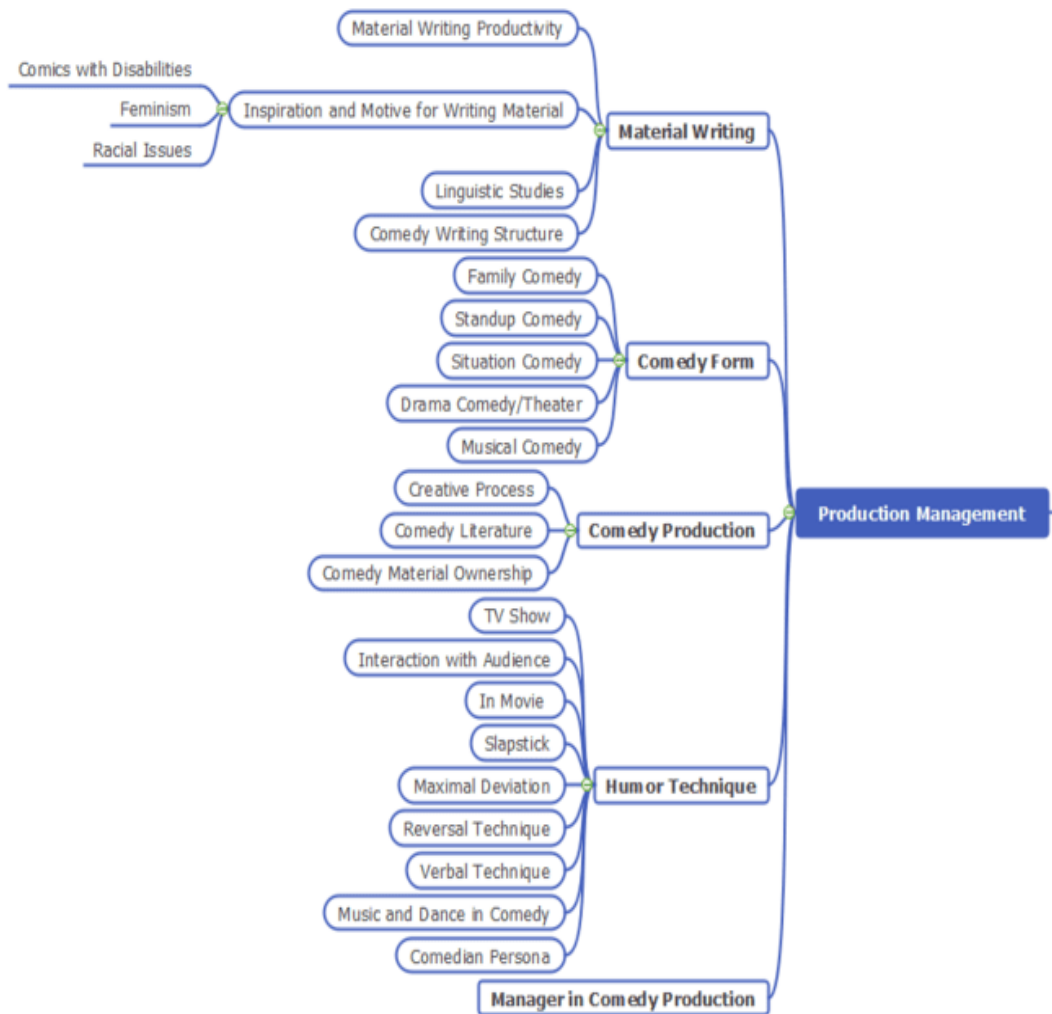 Material Writing Productivity
Comics with Disabilities
Feminism
Racial Issues
Inspiration and Motive for Writing Material
Material Writing
Linguistic Studies
Comedy Writing Structure
Family Comedy
Standup Comedy
Situation Comedy
Comedy Form
Drama Comedy/Theater
Musical Comedy
Creative Process
Comedy Literature
Comedy Production
Comedy Material Ownership
Production Management
TV Show
Interaction with Audience
In Movie
Slapstick
Maximal Deviation
Humor Technique
Reversal Technique
Verbal Technique
Music and Dance in Comedy
Comedian Persona
Manager in Comedy Production